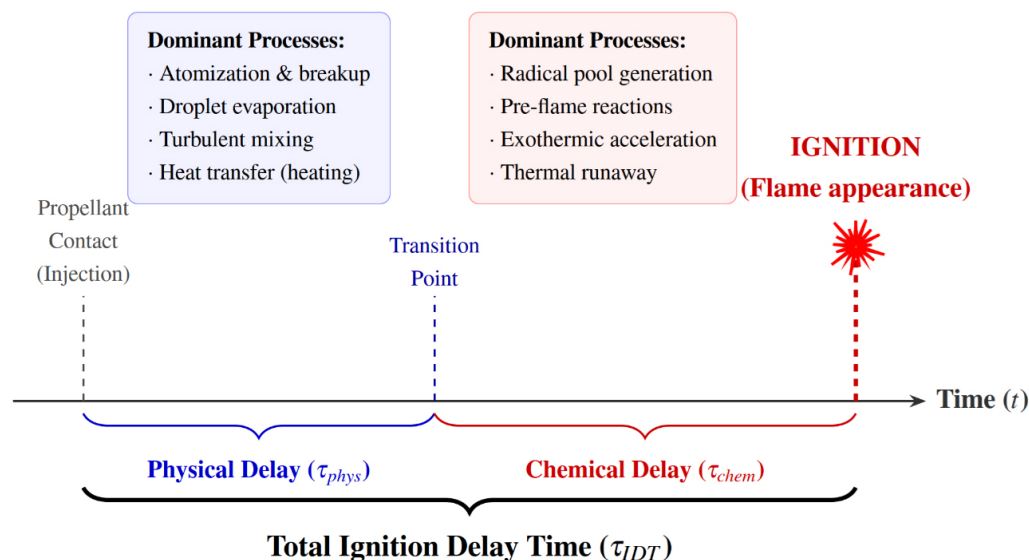 Dominant Processes:
· Atomization & breakup
· Droplet evaporation
· Turbulent mixing
· Heat transfer (heating)
Dominant Processes:
· Radical pool generation
· Pre-flame reactions
· Exothermic acceleration
· Thermal runaway
IGNITION
(Flame appearance)
Propellant
Contact
(Injection)
Transition
Point
Time (t)
Physical Delay (τphys)
Chemical Delay (τchem)
Total Ignition Delay Time (τIDT)